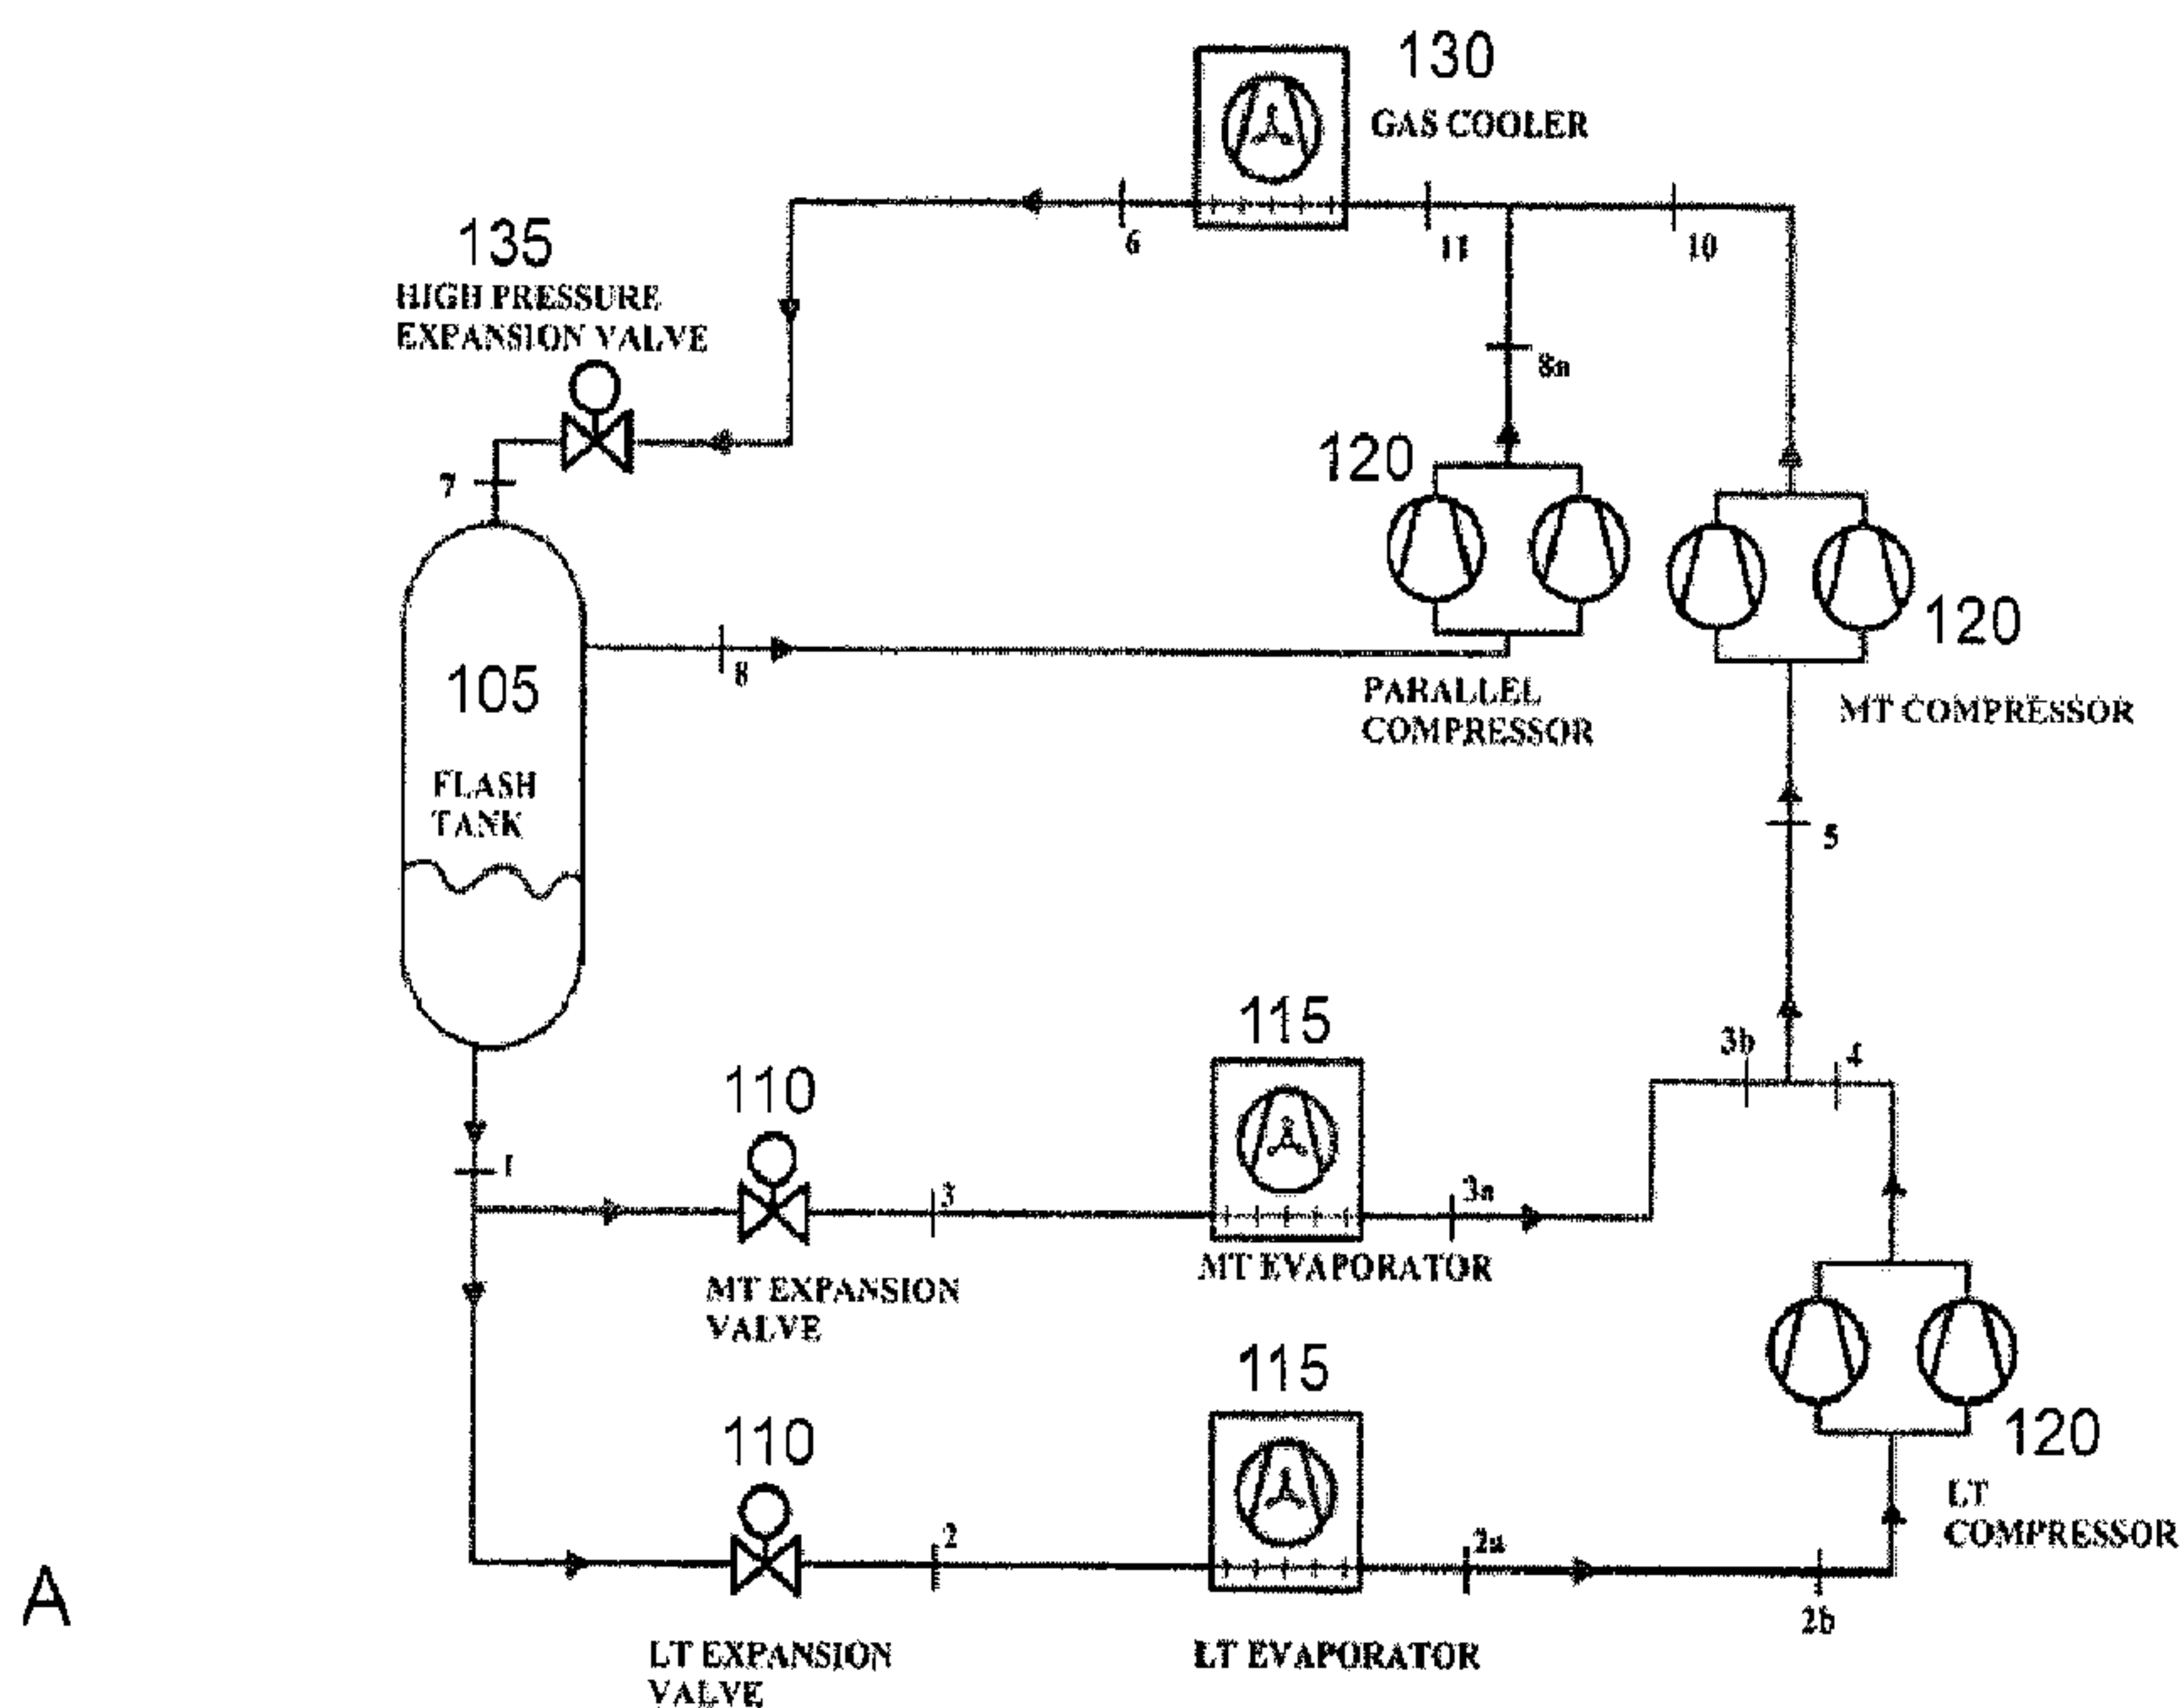 130
GAS COOLER
6
11
10
135
HIGH PRESSURE
EXPANSION VALVE
8a
7
120
120
105
8
PARALLEL
COMPRESSOR
MT COMPRESSOR
FLASH
TANK
5
115
3b
4
110
1
3
3a
MT EVAPORATOR
MT EXPANSION
VALVE
115
110
120
LT
COMPRESSOR
2
2a
2b
A
LT EXPANSION
VALVE
LT EVAPORATOR